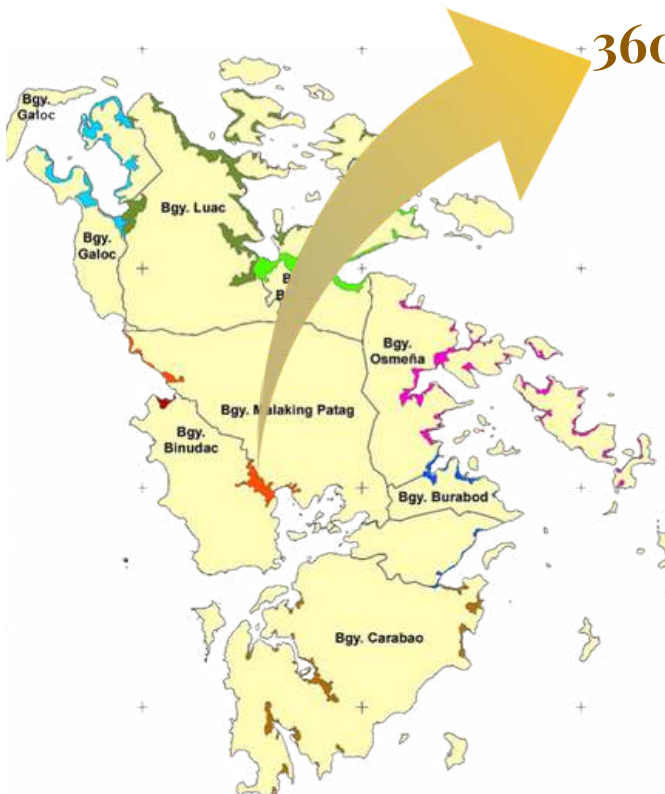 360
Bgy.
Galoc
Bgy. Luac
Bgy.
Galoc
B
B
Bgy.
Osmeña
Bgy. Malaking Patag
Bgy.
Binudac
Bgy. Burabod
Bgy. Carabao